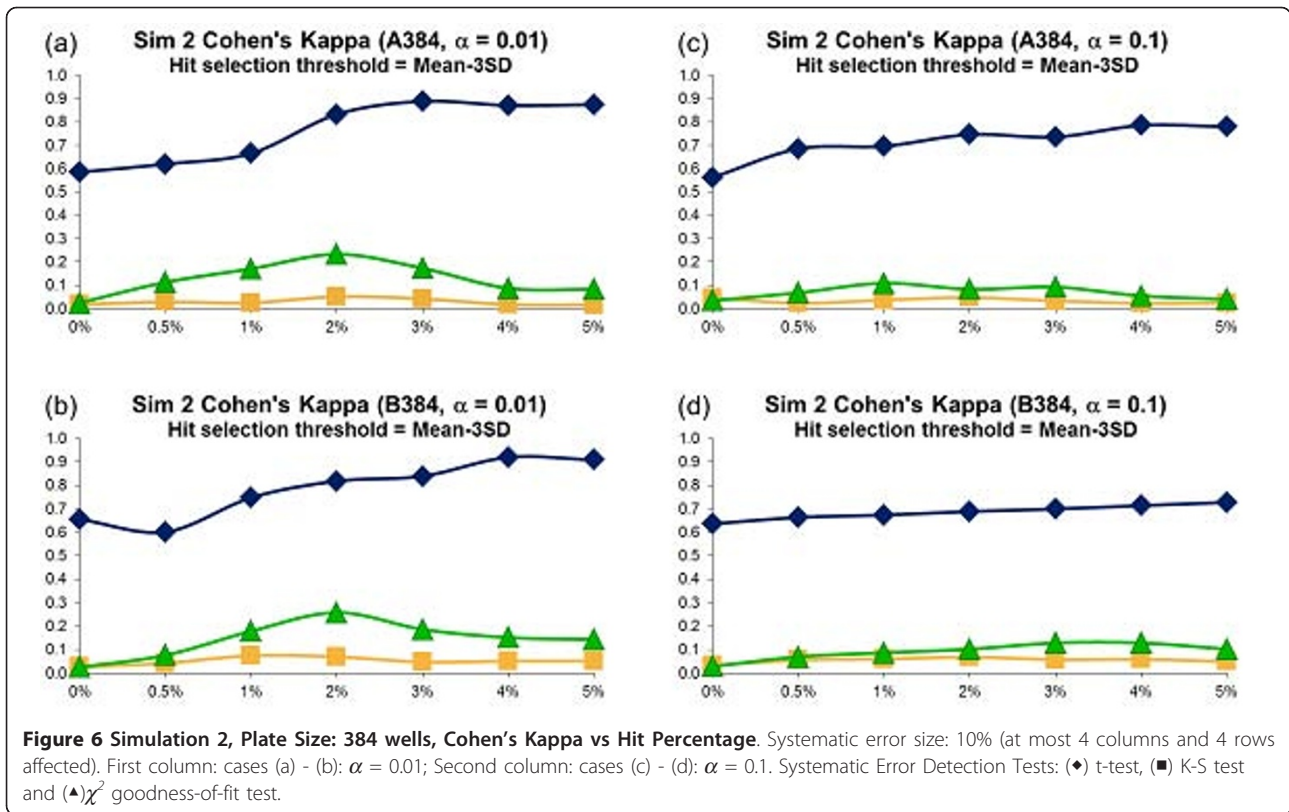 (a)
Sim 2 Cohen's Kappa (A384, α = 0.01)
Hit selection threshold = Mean-3SD
1.0
0.9
0.8
0.7
0.6
0.5
0.4
0.3
0.2
0.1
0.0
0% 0.5% 1% 2% 3% 4% 5%
(c)
Sim 2 Cohen's Kappa (A384, α = 0.1)
Hit selection threshold = Mean-3SD
1.0
0.9
0.8
0.7
0.6
0.5
0.4
0.3
0.2
0.1
0.0
0% 0.5% 1% 2% 3% 4% 5%
(b)
Sim 2 Cohen's Kappa (B384, α = 0.01)
Hit selection threshold = Mean-3SD
1.0
0.9
0.8
0.7
0.6
0.5
0.4
0.3
0.2
0.1
0.0
0% 0.5% 1% 2% 3% 4% 5%
(d)
Sim 2 Cohen's Kappa (B384, α = 0.1)
Hit selection threshold = Mean-3SD
1.0
0.9
0.8
0.7
0.6
0.5
0.4
0.3
0.2
0.1
0.0
0% 0.5% 1% 2% 3% 4% 5%
Figure 6 Simulation 2, Plate Size: 384 wells, Cohen's Kappa vs Hit Percentage. Systematic error size: 10% (at most 4 columns and 4 rows
affected). First column: cases (a) - (b): α = 0.01; Second column: cases (c) - (d): α = 0.1. Systematic Error Detection Tests: (◆) t-test, (■) K-S test
and (▲)χ² goodness-of-fit test.